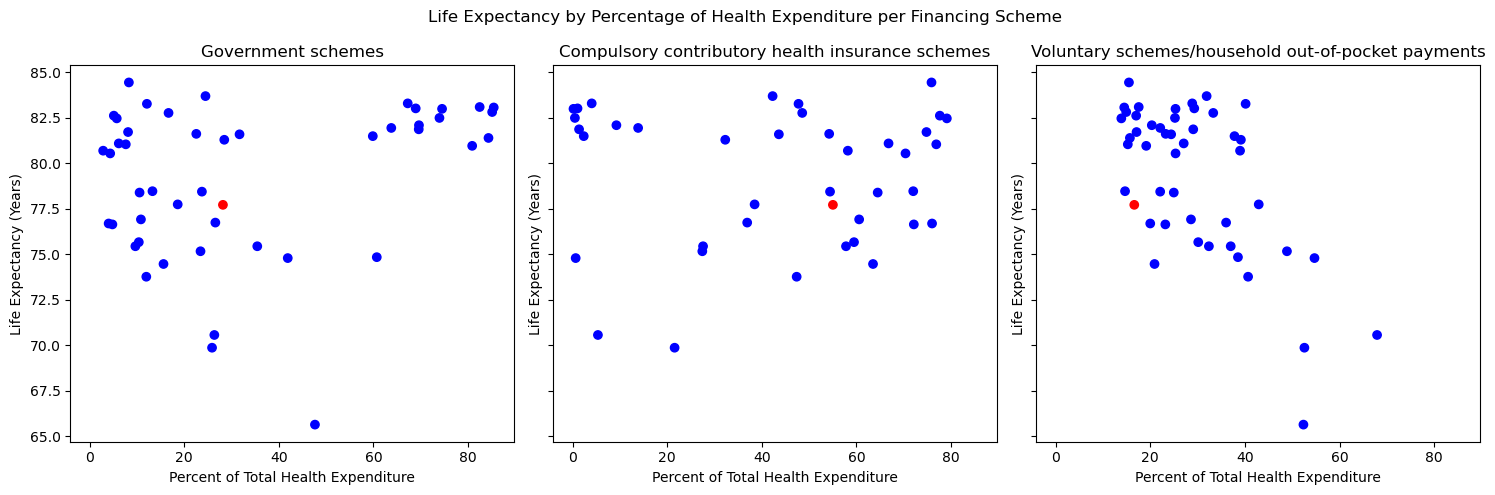 Life Expectancy by Percentage of Health Expenditure per Financing Scheme
Government schemes
Compulsory contributory health insurance schemes
Voluntary schemes/household out-of-pocket payments
85.0
82.5
80.0
77.5
75.0
72.5
70.0
67.5
65.0
Life Expectancy (Years)
Life Expectancy (Years)
Life Expectancy (Years)
0 20 40 60 80
0 20 40 60 80
0 20 40 60 80
Percent of Total Health Expenditure
Percent of Total Health Expenditure
Percent of Total Health Expenditure